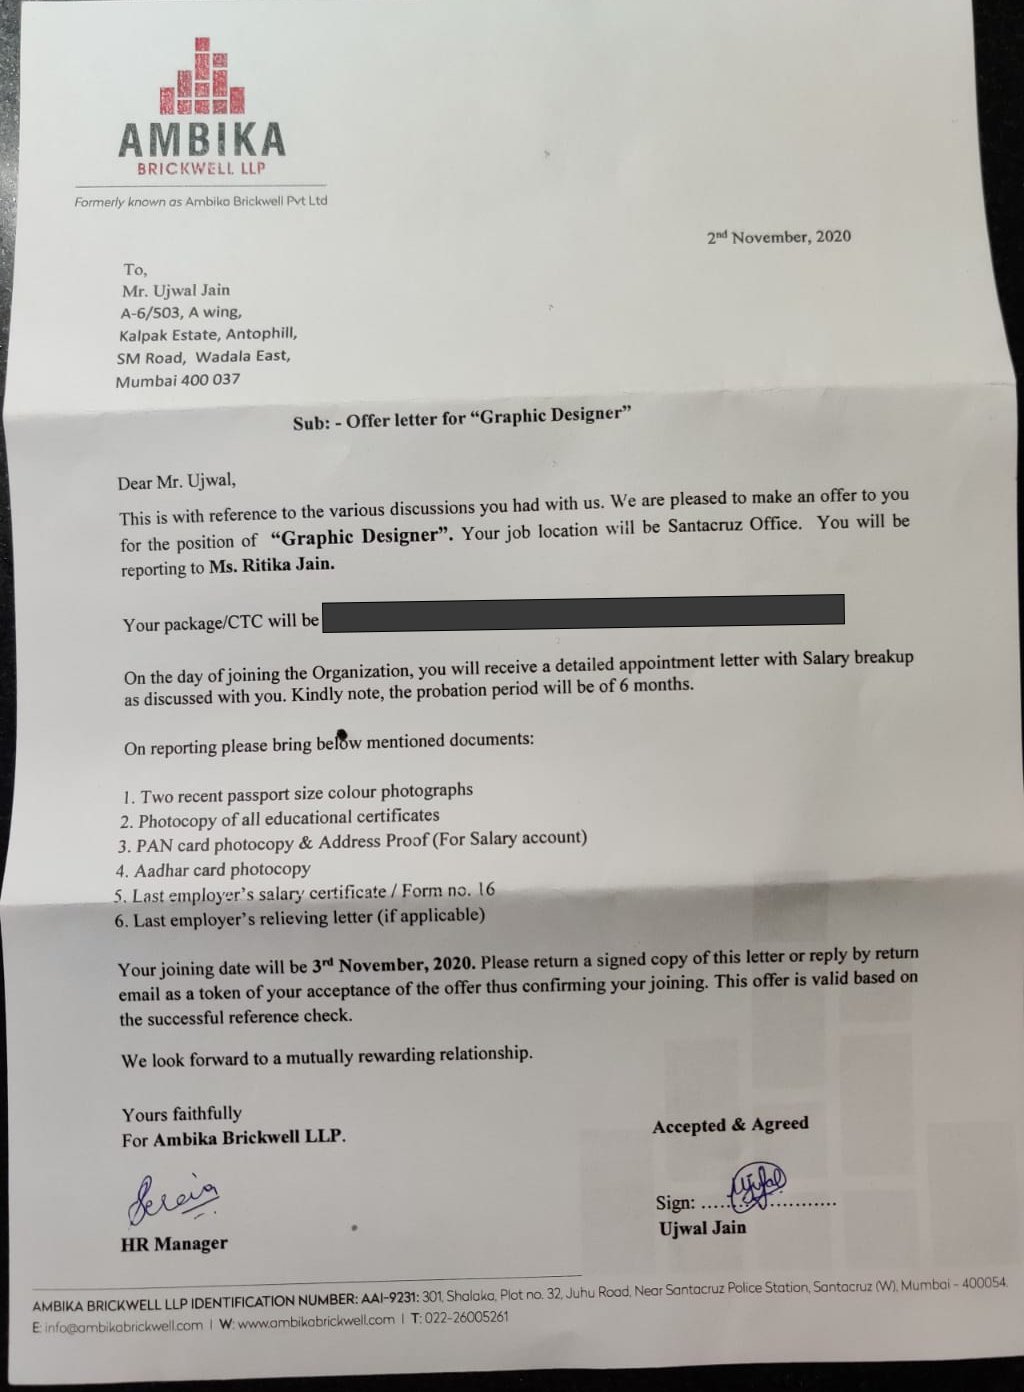 AMBIKA
BRICKWELL LLP
Formerly known as Ambika Brickwell Pvt Ltd
2nd November, 2020
To,
Mr. Ujwal Jain
A-6/503, A wing,
Kalpak Estate, Antophill,
SM Road, Wadala East,
Mumbai 400 037
Sub: - Offer letter for “Graphic Designer”
Dear Mr. Ujwal,
This is with reference to the various discussions you had with us. We are pleased to make an offer to you
for the position of “Graphic Designer”. Your job location will be Santacruz Office. You will be
reporting to Ms. Ritika Jain.
Your package/CTC will be
On the day of joining the Organization, you will receive a detailed appointment letter with Salary breakup
as discussed with you. Kindly note, the probation period will be of 6 months.
On reporting please bring below mentioned documents:
1. Two recent passport size colour photographs
2. Photocopy of all educational certificates
3. PAN card photocopy & Address Proof (For Salary account)
4. Aadhar card photocopy
5. Last employer’s salary certificate / Form no. 16
6. Last employer’s relieving letter (if applicable)
Your joining date will be 3rd November, 2020. Please return a signed copy of this letter or reply by return
email as a token of your acceptance of the offer thus confirming your joining. This offer is valid based on
the successful reference check.
We look forward to a mutually rewarding relationship.
Yours faithfully
For Ambika Brickwell LLP.
Accepted & Agreed
Sign: .....................
HR Manager
Ujwal Jain
AMBIKA BRICKWELL LLP IDENTIFICATION NUMBER: AAI-9231: 301, Shalaka, Plot no. 32, Juhu Road, Near Santacruz Police Station, Santacruz (W), Mumbai - 400054.
E: info@ambikabrickwell.com | W: www.ambikabrickwell.com | T: 022-26005261